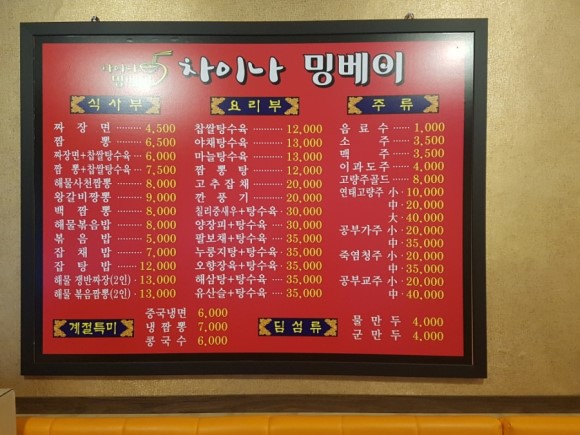 차이나 밍베이 5 차이나 밍베이
식사부
짜장면 4,500
짬뽕 6,500
짜장면+찹쌀탕수육 6,000
짬뽕+찹쌀탕수육 7,500
해물사천짬뽕 8,000
왕갈비짬뽕 9,000
백짬뽕 8,000
해물볶음밥 8,000
볶음밥 5,000
잡채밥 7,000
잡탕밥 12,000
해물 쟁반짜장(2인) 13,000
해물 볶음짬뽕(2인) 13,000
요리부
찹쌀탕수육 12,000
야채탕수육 13,000
마늘탕수육 13,000
짬뽕탕 12,000
고추잡채 20,000
깐풍기 20,000
칠리중새우+탕수육 30,000
양장피+탕수육 30,000
팔보채+탕수육 35,000
누룽지탕+탕수육 35,000
오향장육+탕수육 35,000
해삼탕+탕수육 35,000
유산슬+탕수육 35,000
주류
음료수 1,000
소주 3,500
맥주 3,500
이과도주 4,000
고량주골드 8,000
연태고량주 小 10,000
中 20,000
大 40,000
공부가주 小 20,000
中 35,000
죽엽청주 小 20,000
中 35,000
공부교주 小 20,000
中 40,000
계절특미
중국냉면 6,000
냉짬뽕 7,000
콩국수 6,000
딤섬류
물만두 4,000
군만두 4,000